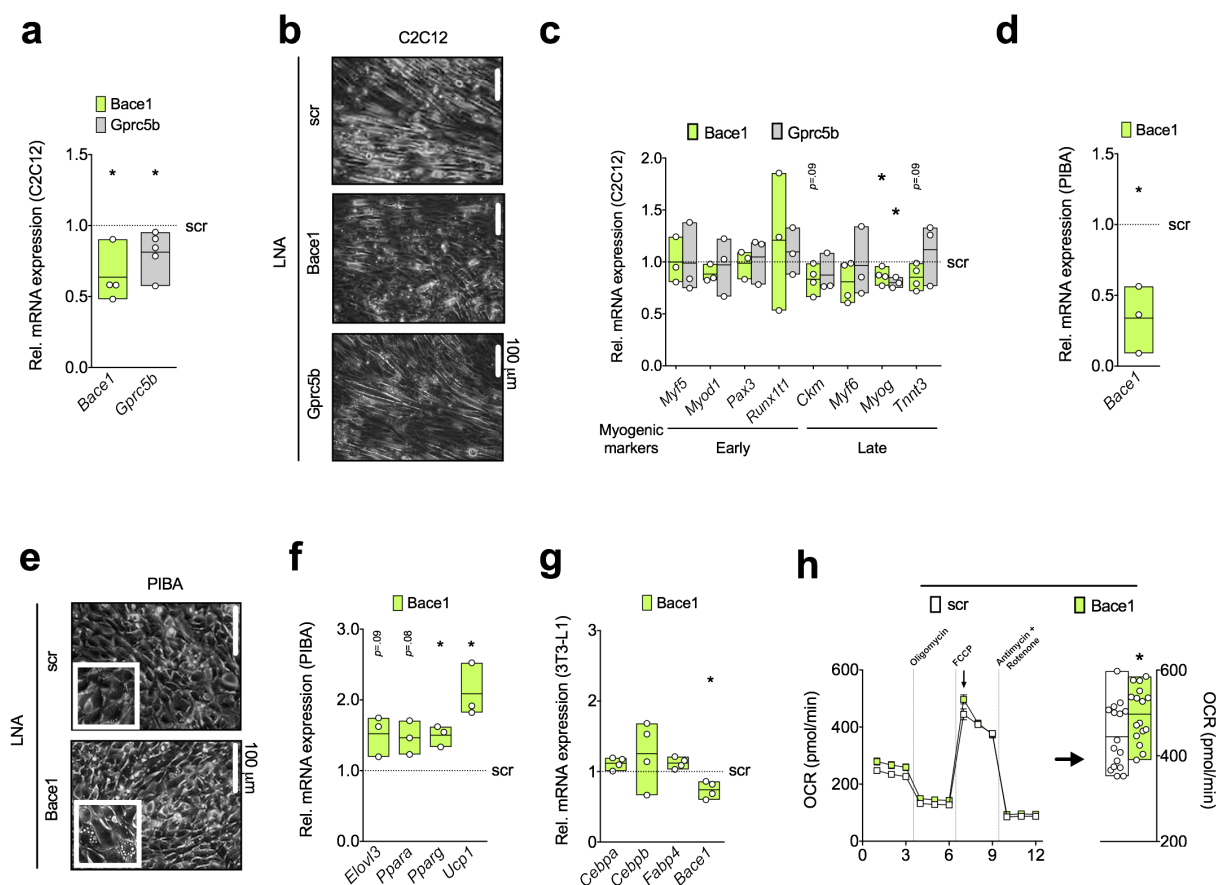 a
Bace1
Gprc5b
Rel. mRNA expression (C2C12)
1.5
1.0
0.5
0.0
*
*
scr
Bace1
Gprc5b
b
C2C12
LNA
scr
Bace1
Gprc5b
100 µm
c
Bace1
Gprc5b
Rel. mRNA expression (C2C12)
2.0
1.5
1.0
0.5
0.0
p=.09
*
*
p=.09
scr
Myf5
Myod1
Pax3
Runx1t1
Ckm
Myf6
Myog
Tnnt3
Myogenic
markers
Early
Late
d
Bace1
Rel. mRNA expression (PIBA)
1.5
1.0
0.5
0.0
*
scr
Bace1
e
PIBA
LNA
scr
Bace1
100 µm
f
Bace1
Rel. mRNA expression (PIBA)
3.0
2.0
1.0
0.0
p=.09
p=.08
*
*
scr
Elovl3
Ppara
Pparg
Ucp1
g
Bace1
Rel. mRNA expression (3T3-L1)
3
2
1
0
*
scr
Cebpa
Cebpb
Fabp4
Bace1
h
scr
Bace1
Oligomycin
FCCP
Antimycin +
Rotenone
OCR (pmol/min)
600
400
200
0
0
3
6
9
12
*
600
400
200
OCR (pmol/min)